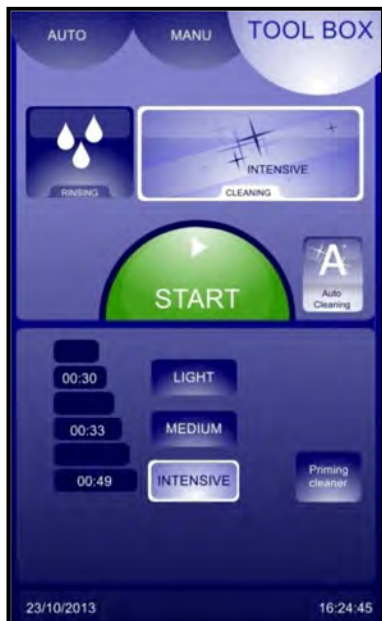 AUTO MANU TOOL BOX
INTENSIVE
RINSING CLEANING
START
A
Auto
Cleaning
00:30 LIGHT
00:33 MEDIUM
00:49 INTENSIVE
Priming
cleaner
23/10/2013 16:24:45